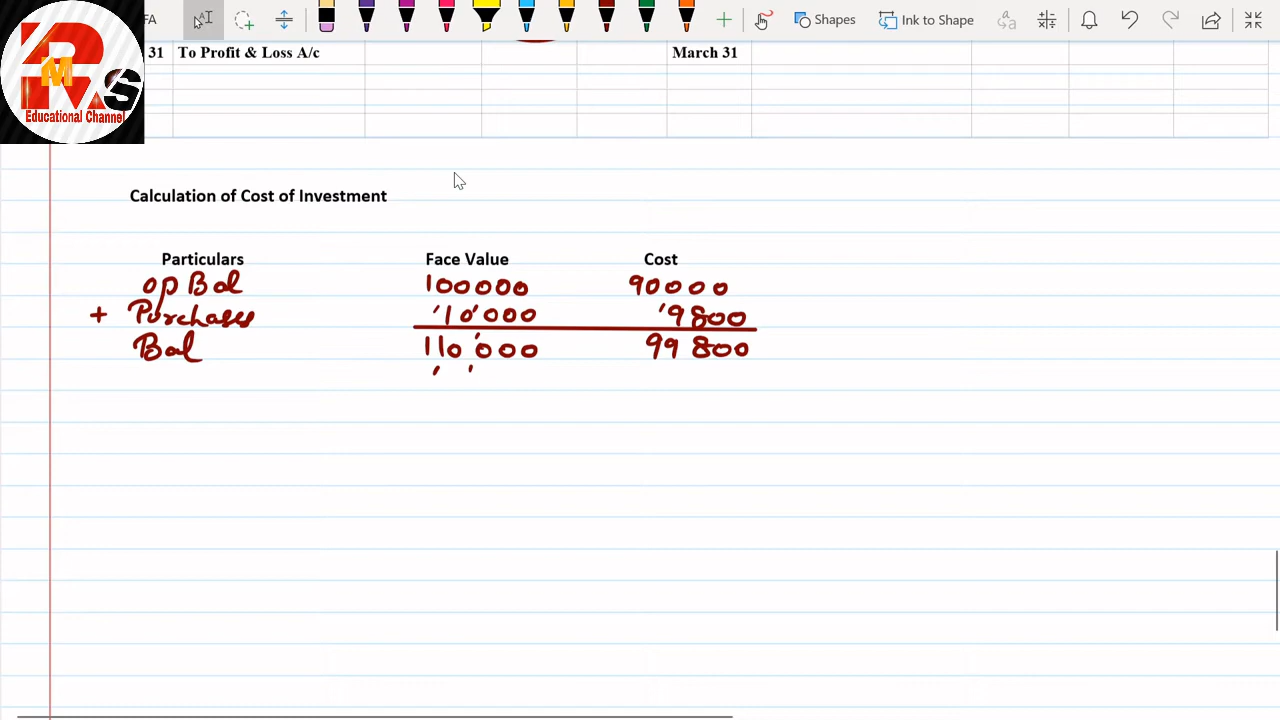 FA Shapes Ink to Shape
RMS
Educational Channel
31 To Profit & Loss A/c March 31
Calculation of Cost of Investment
Particulars Face Value Cost
op Bal 100000 90000
+ Purchases 10000 9800
Bal 110000 99800